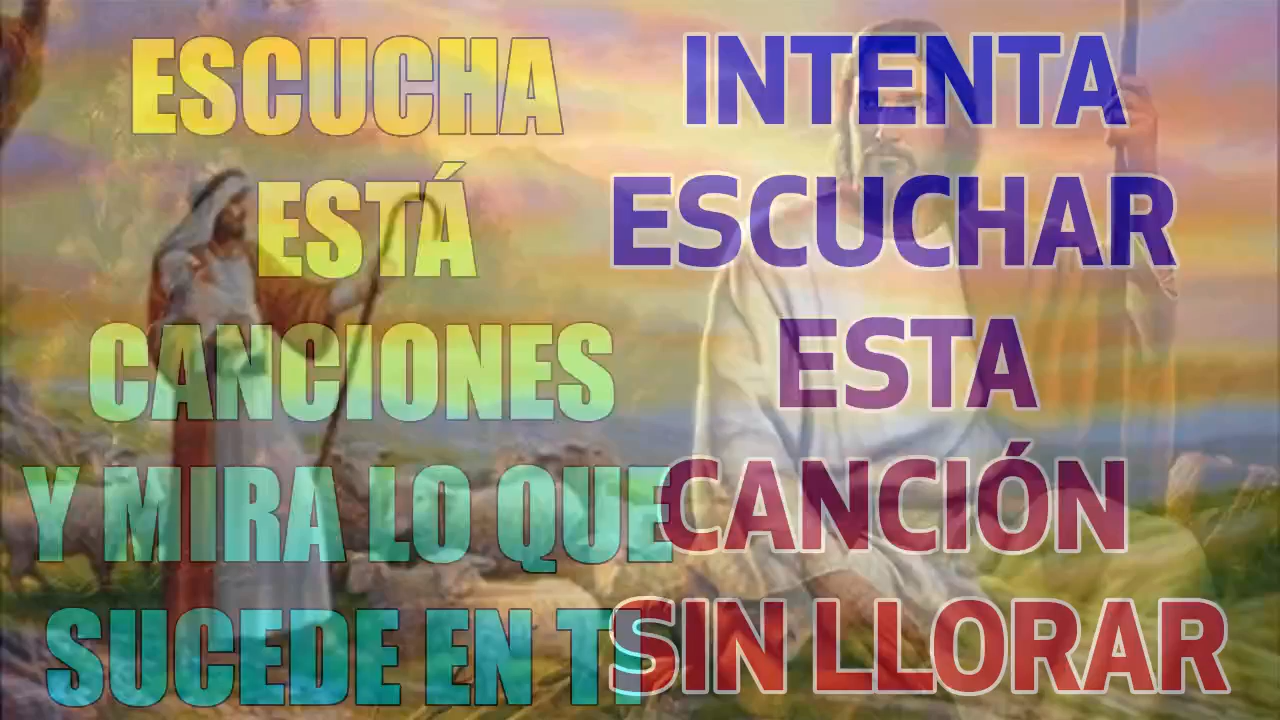 ESCUCHA
ESTÁ
CANCIONES
Y MIRA LO QUE
SUCEDE EN TI
INTENTA
ESCUCHAR
ESTA
CANCIÓN
SIN LLORAR